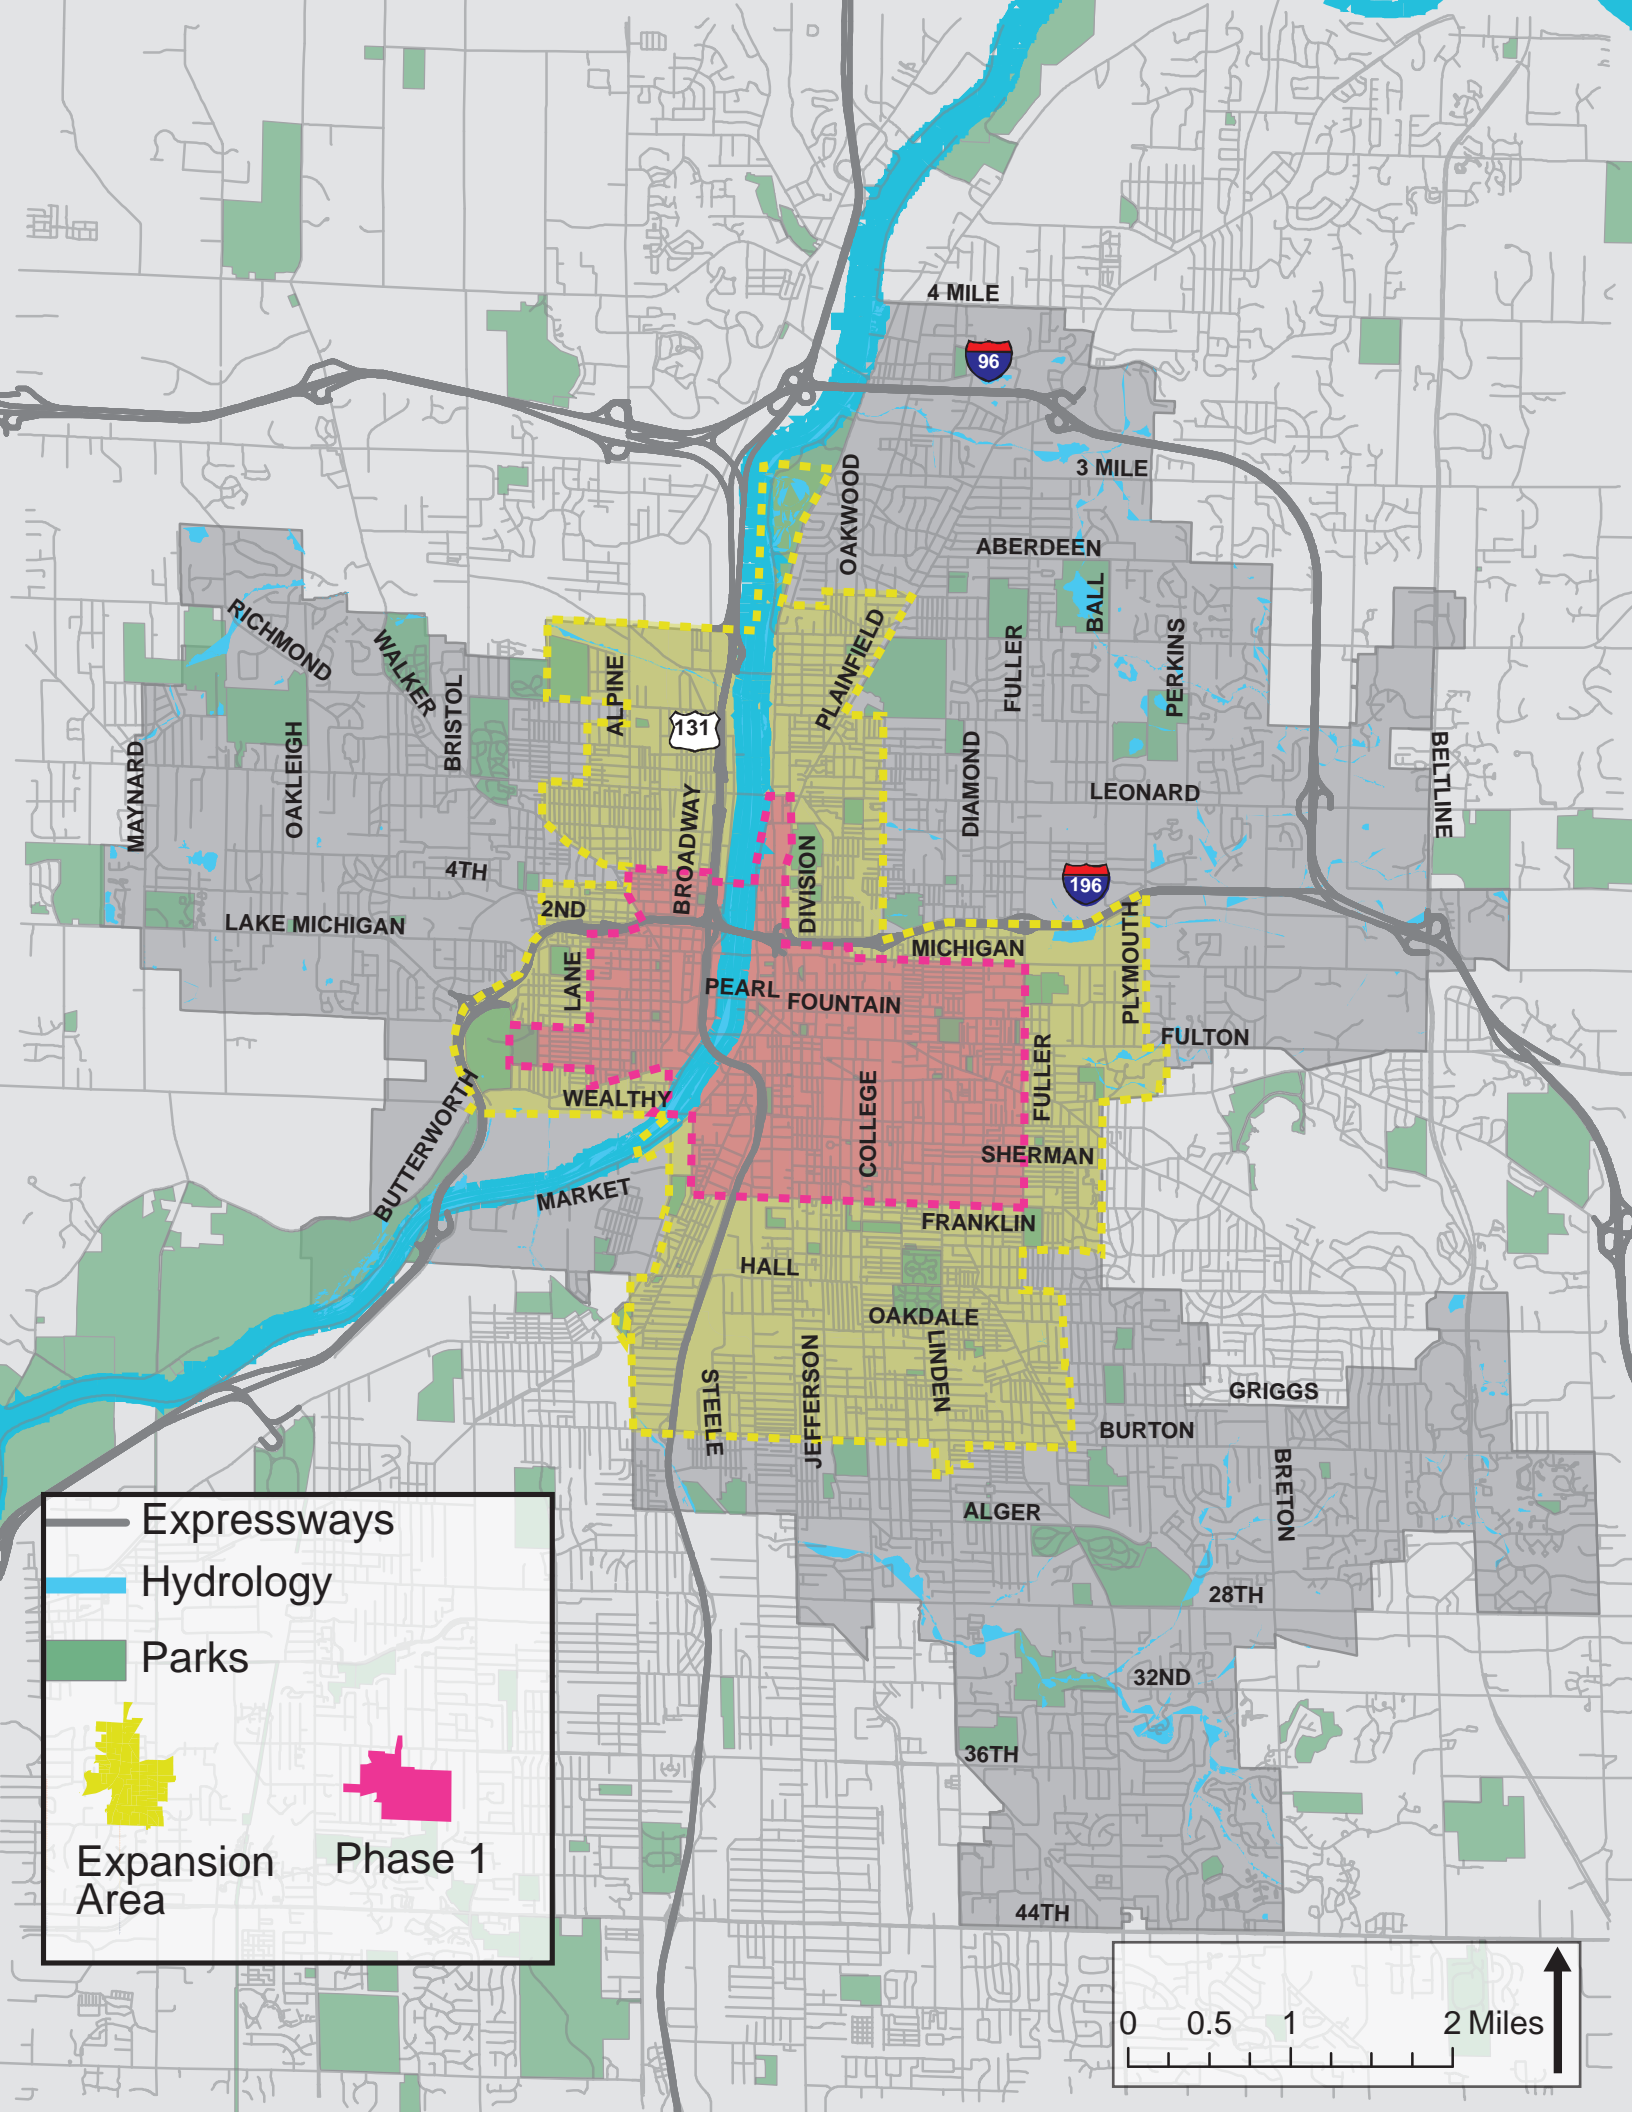 4 MILE
96
3 MILE
OAKWOOD
ABERDEEN
BALL
RICHMOND
WALKER
BRISTOL
ALPINE
PLAINFIELD
FULLER
PERKINS
131
MAYNARD
OAKLEIGH
BROADWAY
DIAMOND
LEONARD
BELTLINE
DIVISION
4TH
196
2ND
LAKE MICHIGAN
LANE
MICHIGAN
PLYMOUTH
PEARL
FOUNTAIN
FULTON
FULLER
COLLEGE
WEALTHY
BUTTERWORTH
SHERMAN
MARKET
FRANKLIN
HALL
OAKDALE
LINDEN
JEFFERSON
STEELE
GRIGGS
BURTON
BRETON
ALGER
28TH
32ND
36TH
44TH
Expressways
Hydrology
Parks
Expansion
Area
Phase 1
0 0.5 1 2 Miles